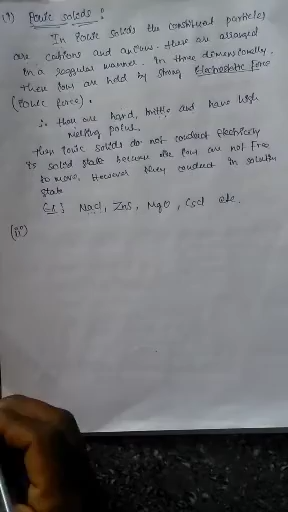 (i) Ionic solids :
In Ionic solids the constituent particles
are cations and anions. these are arranged
in a regular manner. in three dimensionally.
these ions are held by strong Electrostatic force
(Ionic force).
∴ they are hard, brittle and have high
melting point.
they Ionic solids do not conduct Electricity
in solid state because the ions are not free
to move, However they conduct in solution
state
Ex] Nacl, ZnS, MgO, Cscl etc.
(ii)